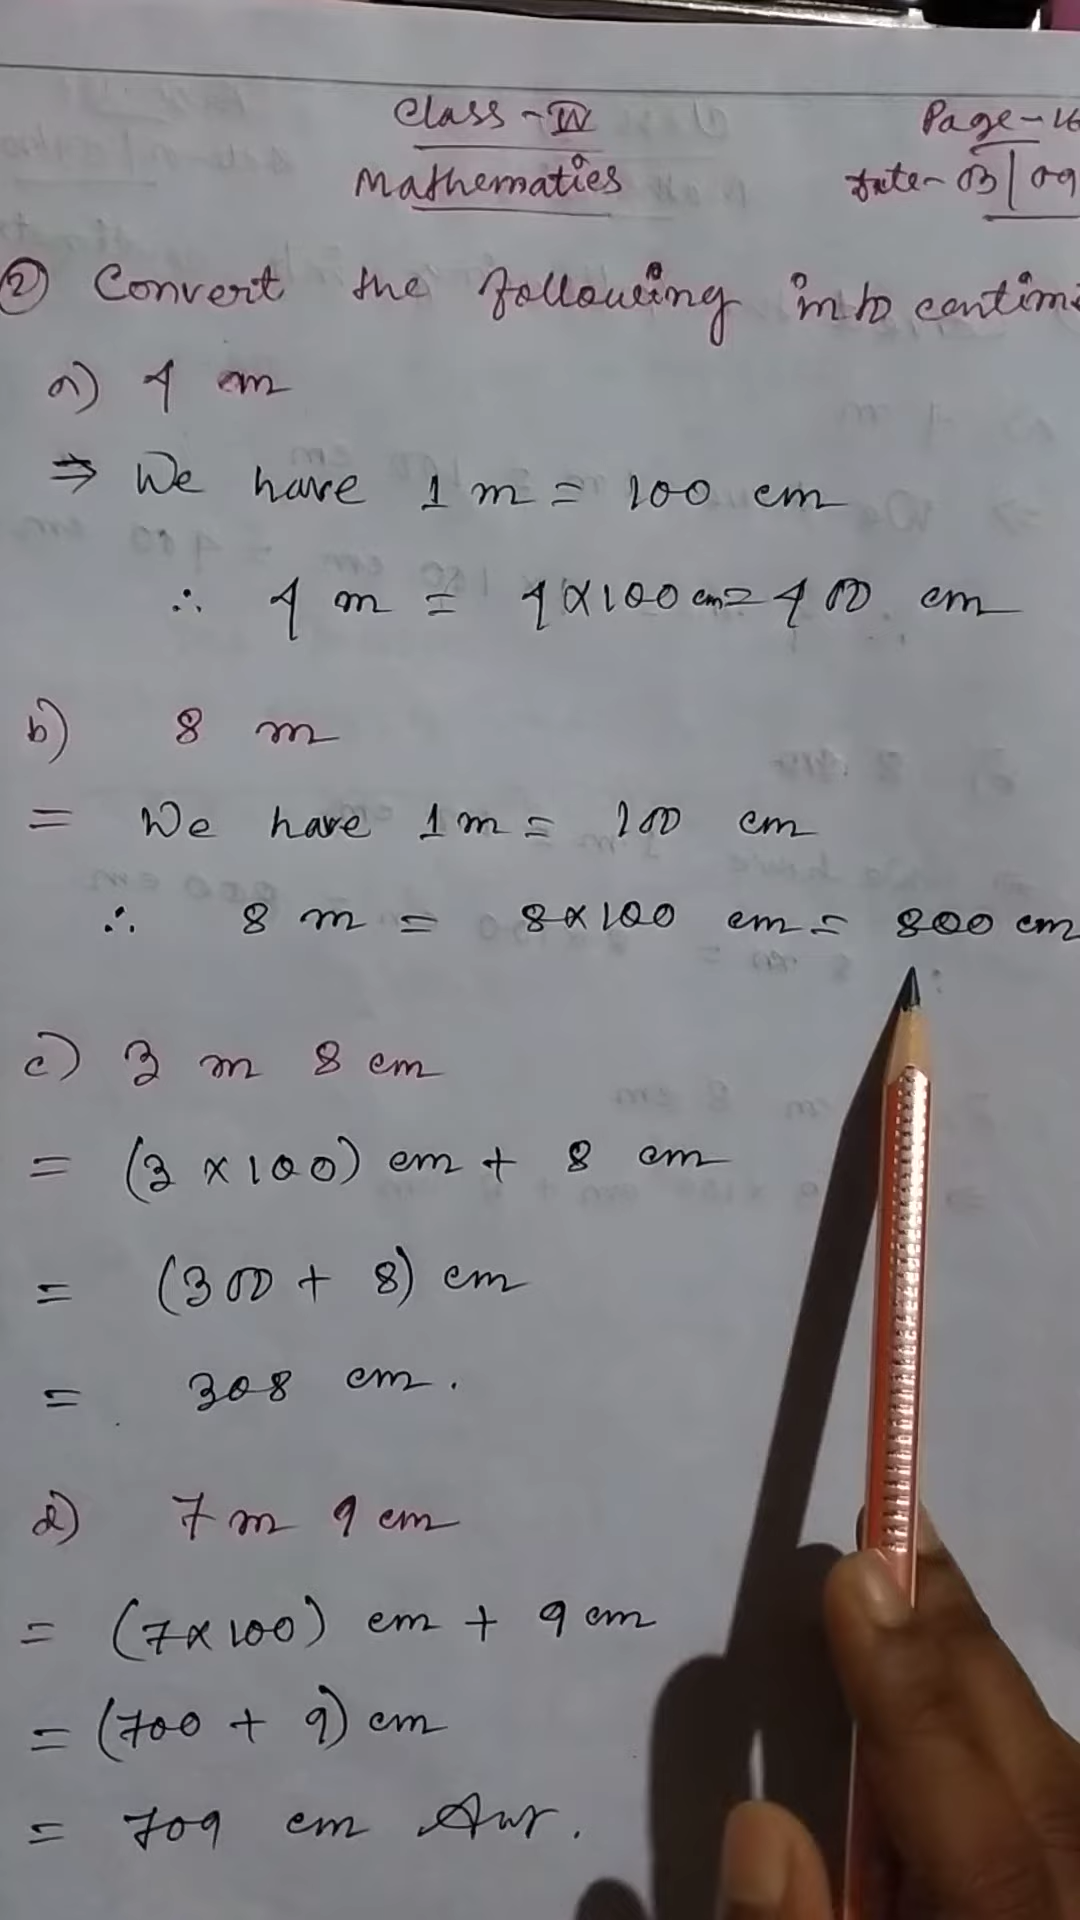 Class - IV
Page - 16
Mathematics
Date - 03/09
② Convert the following into centim
a) 4 m
⇒ We have 1 m = 100 cm
∴ 4 m = 4×100 cm = 400 cm
b) 8 m
= We have 1 m = 100 cm
∴ 8 m = 8×100 cm = 800 cm
c) 3 m 8 cm
= (3 × 100) cm + 8 cm
= (300 + 8) cm
= 308 cm.
d) 7 m 9 cm
= (7×100) cm + 9 cm
= (700 + 9) cm
= 709 cm Ans.